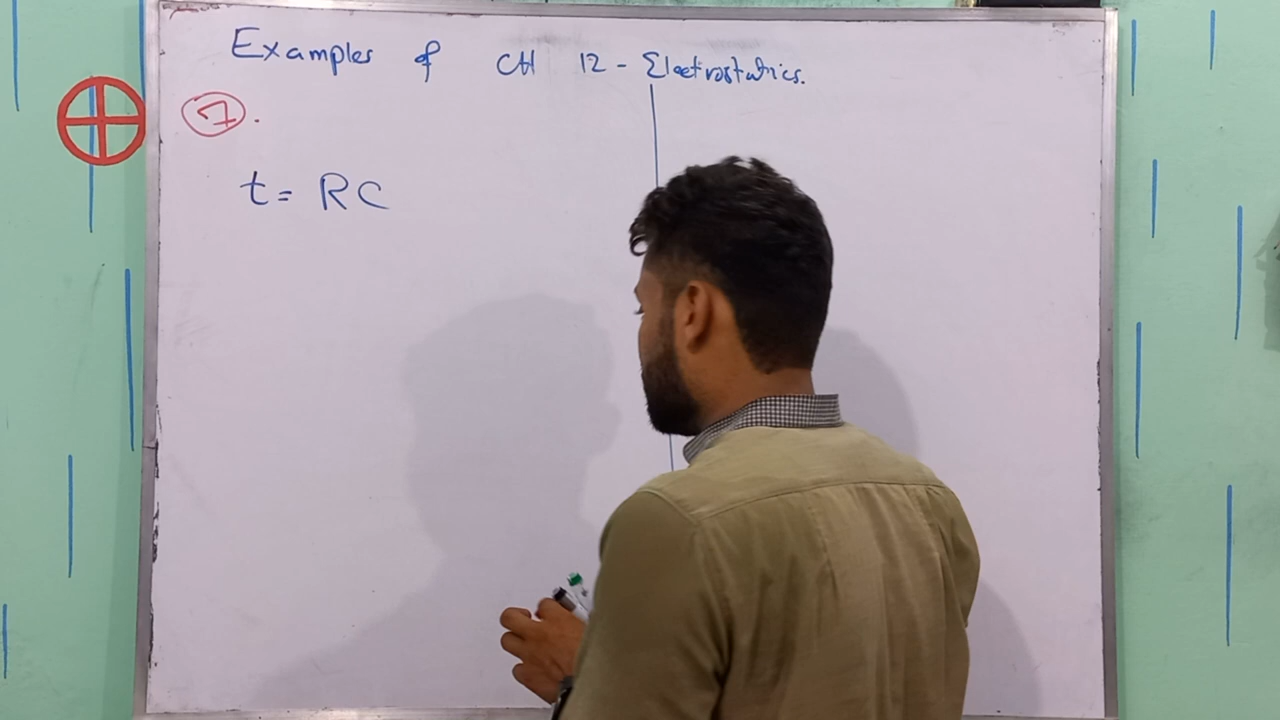 Examples of CH 12 - Electrostatics.
7.
t = RC